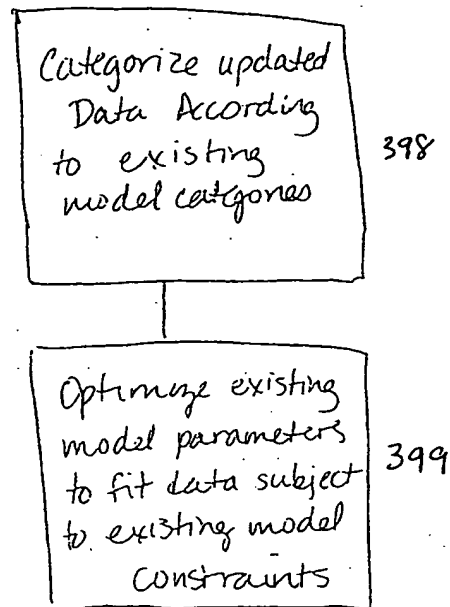 Categorize updated
Data According
to existing
model categories
398
Optimize existing
model parameters
to fit data subject
to existing model
constraints
399